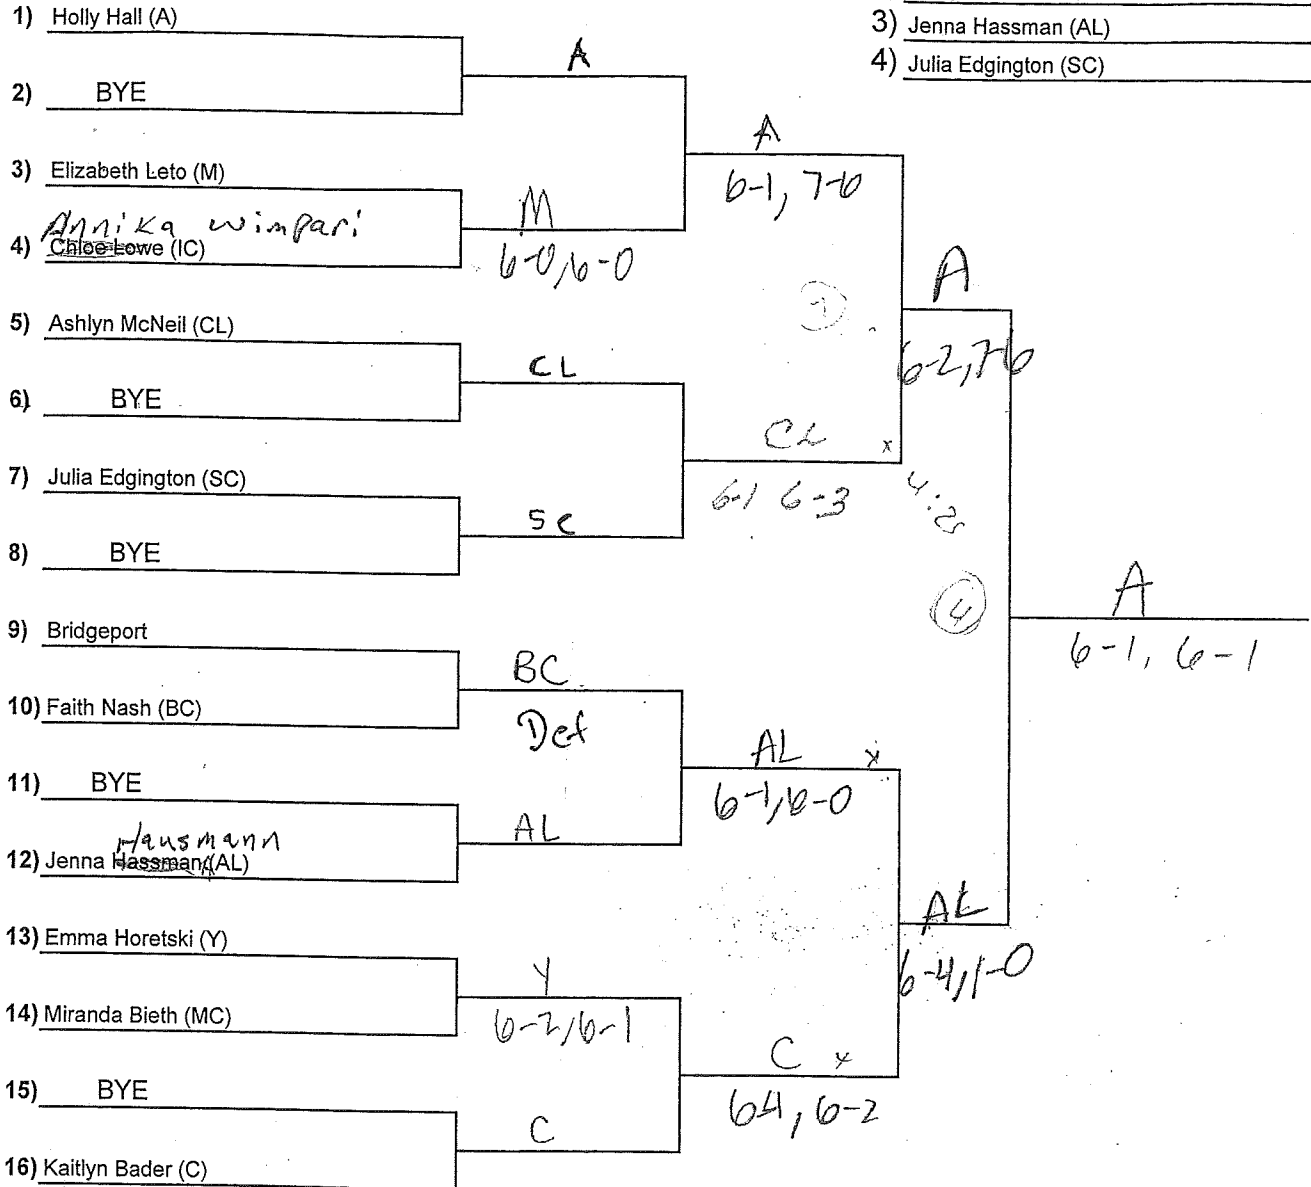 1) Holly Hall (A)
A
2) BYE
3) Jenna Hassman (AL)
4) Julia Edgington (SC)
A
6-1, 7-6
3) Elizabeth Leto (M)
M
6-0, 6-0
Annika Wimpari
4) Chloe Lowe (IC)
A
6-2, 7-6
5) Ashlyn McNeil (CL)
CL
6) BYE
CL x
6-1 6-3
4:25
7) Julia Edgington (SC)
SC
8) BYE
4
A
6-1, 6-1
9) Bridgeport
BC
Def
10) Faith Nash (BC)
AL x
6-1, 6-0
11) BYE
AL
Hausmann
12) Jenna Hassman (AL)
AL
6-4, 1-0
13) Emma Horetski (Y)
Y
6-2, 6-1
14) Miranda Bieth (MC)
C x
6-4, 6-2
15) BYE
C
16) Kaitlyn Bader (C)